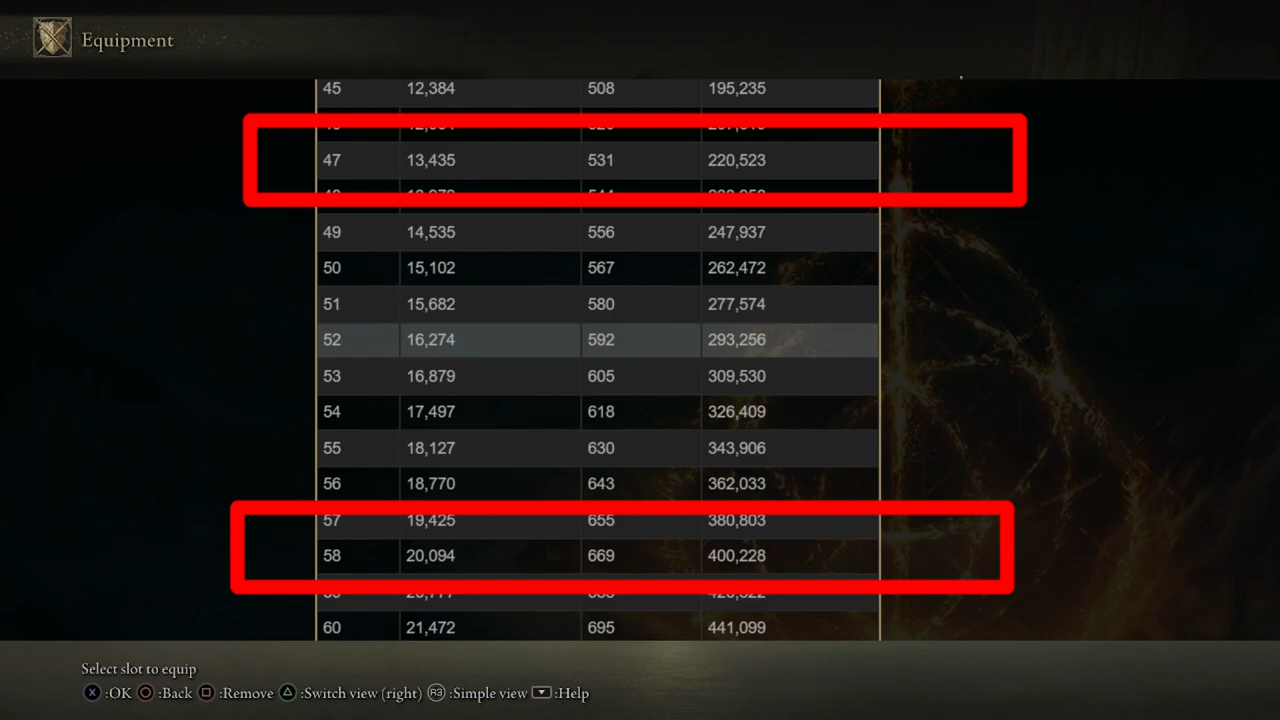 Equipment
45 12,384 508 195,235
47 13,435 531 220,523
49 14,535 556 247,937
50 15,102 567 262,472
51 15,682 580 277,574
52 16,274 592 293,256
53 16,879 605 309,530
54 17,497 618 326,409
55 18,127 630 343,906
56 18,770 643 362,033
57 19,425 655 380,803
58 20,094 669 400,228
60 21,472 695 441,099
Select slot to equip
:OK :Back :Remove :Switch view (right) R3 :Simple view :Help